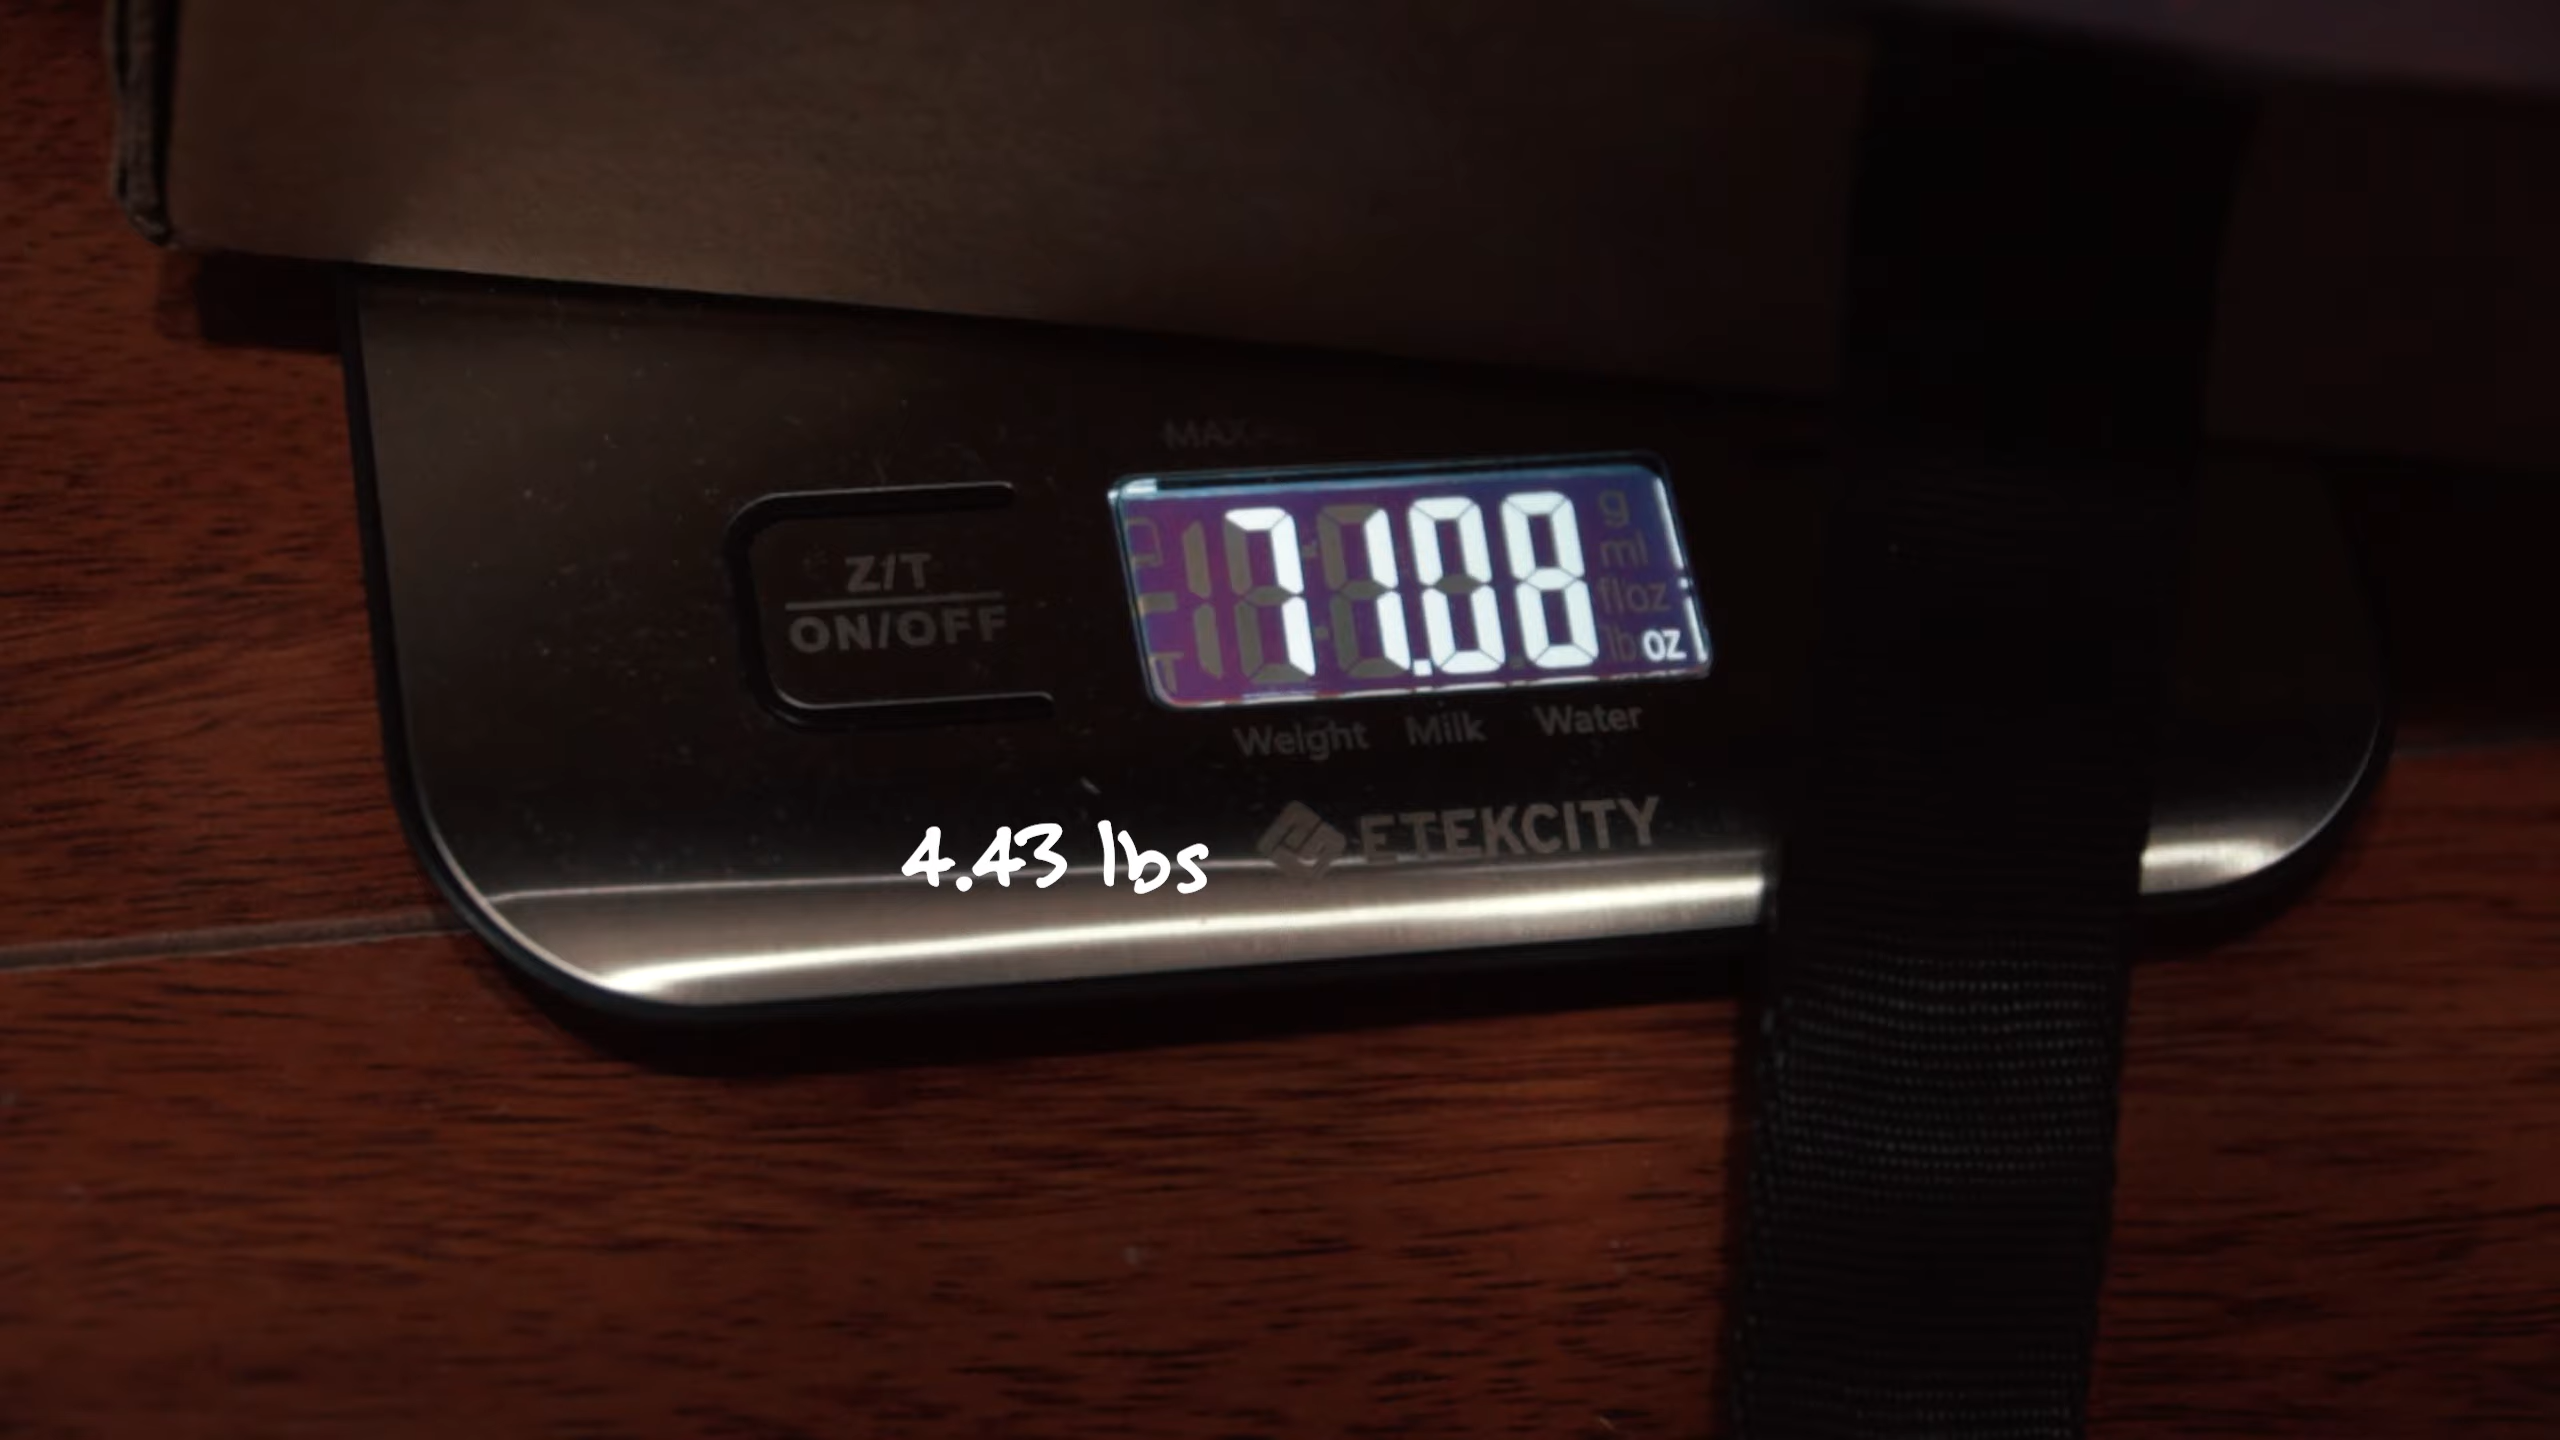 MAX
Z/T
ON/OFF
71.08
g
ml
fl oz
lb oz
Weight Milk Water
ETEKCITY
4.43 lbs